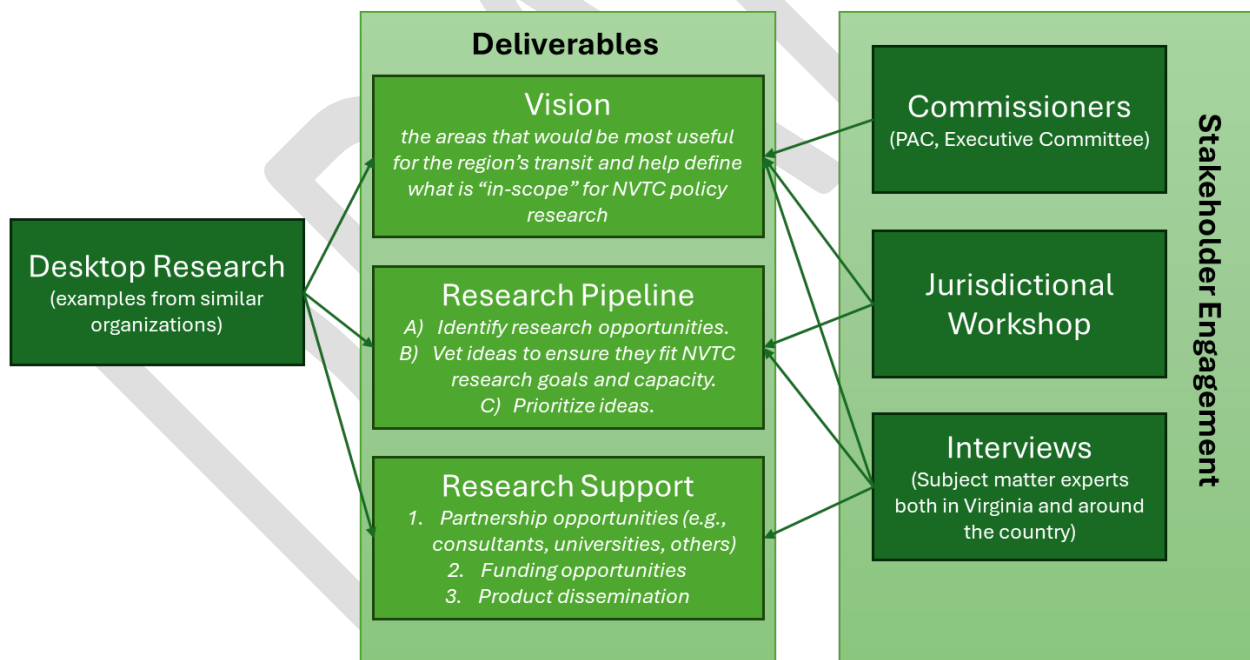 Desktop Research
(examples from similar
organizations)
Deliverables
Vision
the areas that would be most useful
for the region’s transit and help define
what is “in-scope” for NVTC policy
research
Research Pipeline
A) Identify research opportunities.
B) Vet ideas to ensure they fit NVTC
research goals and capacity.
C) Prioritize ideas.
Research Support
1. Partnership opportunities (e.g.,
consultants, universities, others)
2. Funding opportunities
3. Product dissemination
Commissioners
(PAC, Executive Committee)
Jurisdictional
Workshop
Interviews
(Subject matter experts
both in Virginia and around
the country)
Stakeholder Engagement